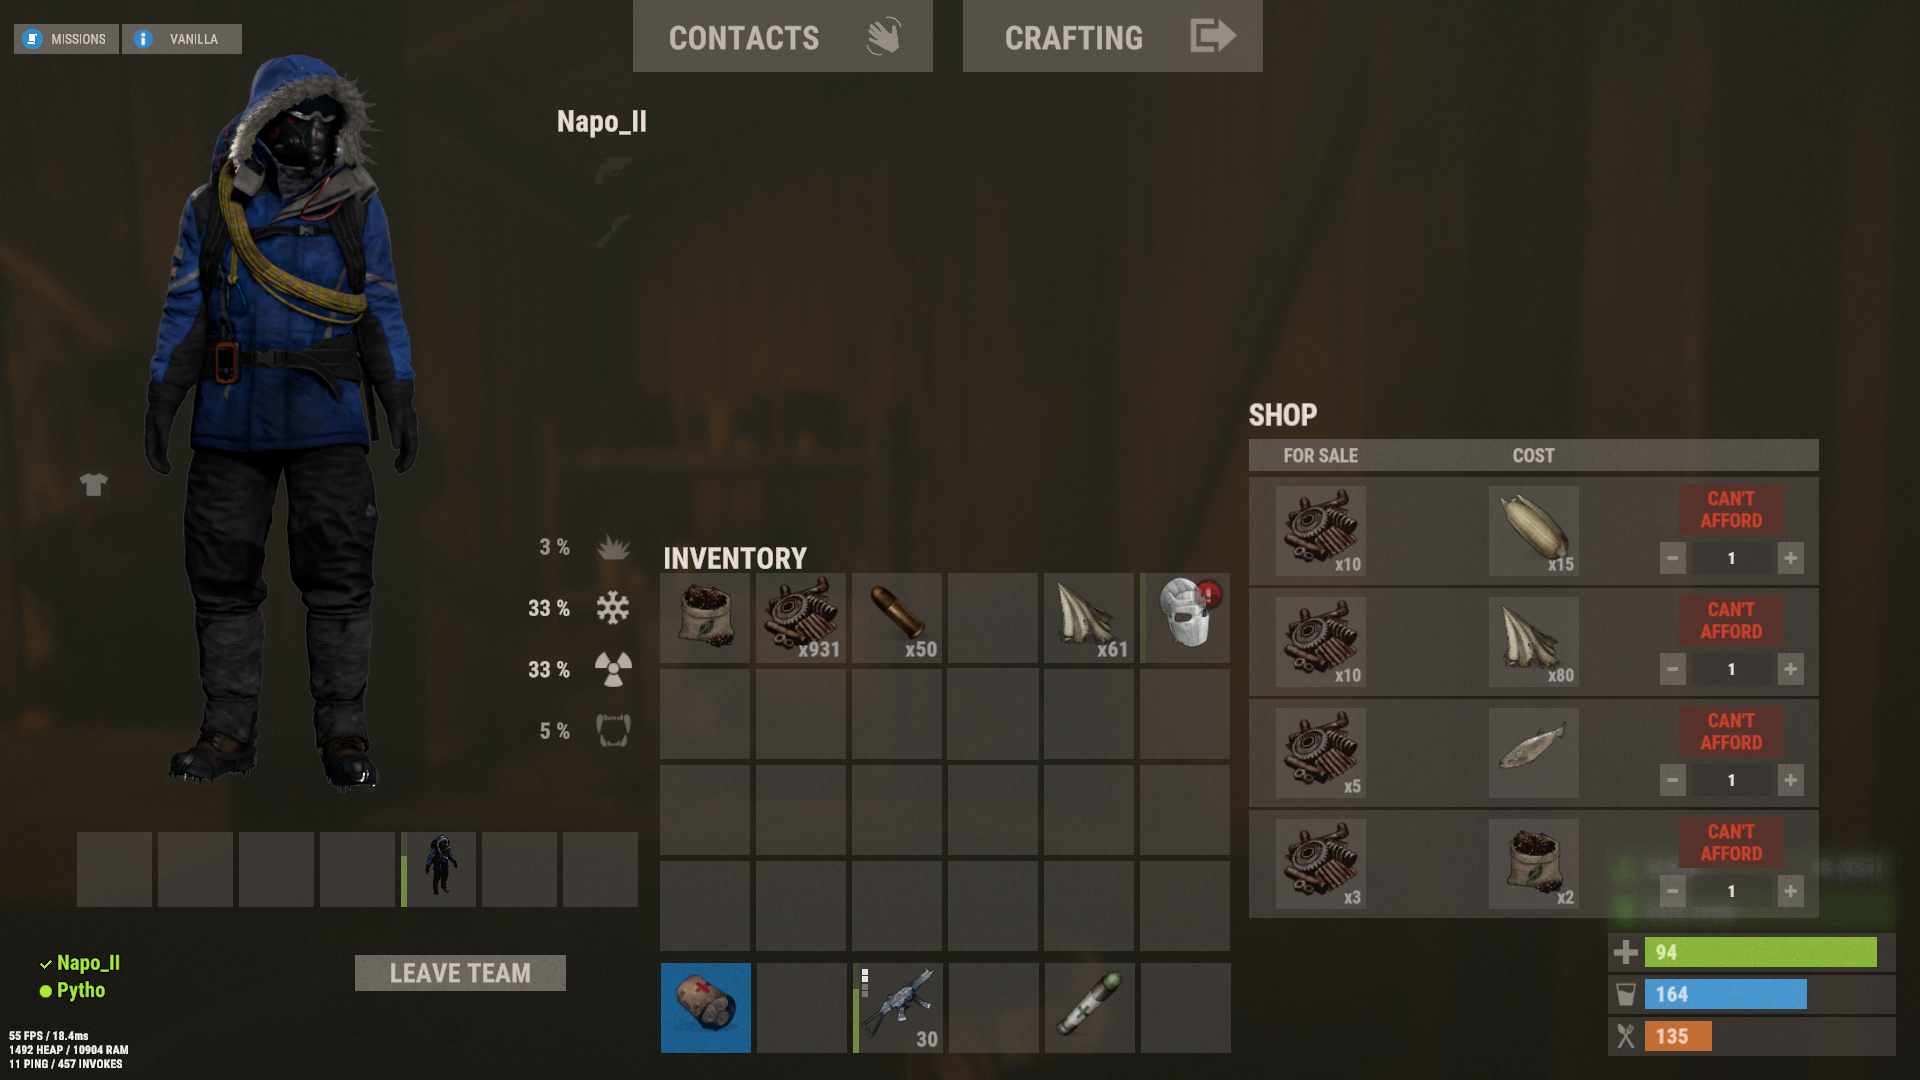 MISSIONS
VANILLA
CONTACTS
CRAFTING
Napo_II
3 %
33 %
33 %
5 %
INVENTORY
x931
x50
x61
SHOP
FOR SALE COST
x10 x15 CAN'T AFFORD
- 1 +
x10 x80 CAN'T AFFORD
- 1 +
x5 CAN'T AFFORD
- 1 +
x3 x2 CAN'T AFFORD
- 1 +
30
Napo_II
Pytho
LEAVE TEAM
94
164
135
55 FPS / 18.4ms
1492 HEAP / 10904 RAM
11 PING / 457 INVOKES